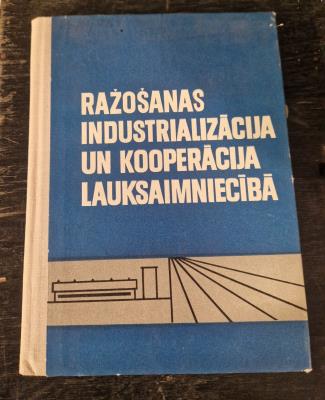 RAŽOŠANAS
INDUSTRIALIZĀCIJA
UN KOOPERĀCIJA
LAUKSAIMNIECĪBĀ